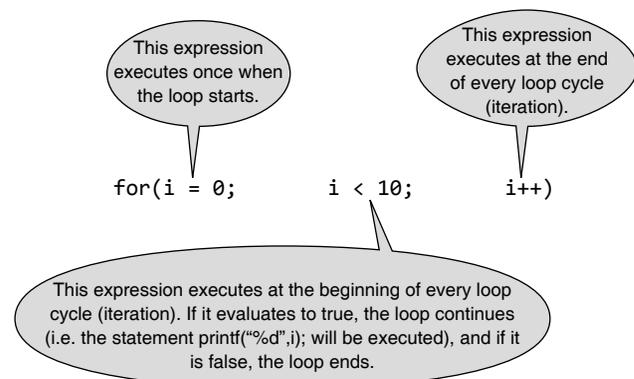 This expression
executes once when
the loop starts.
This expression
executes at the end
of every loop cycle
(iteration).
for(i = 0; i < 10; i++)
This expression executes at the beginning of every loop
cycle (iteration). If it evaluates to true, the loop continues
(i.e. the statement printf(“%d”,i); will be executed), and if it
is false, the loop ends.